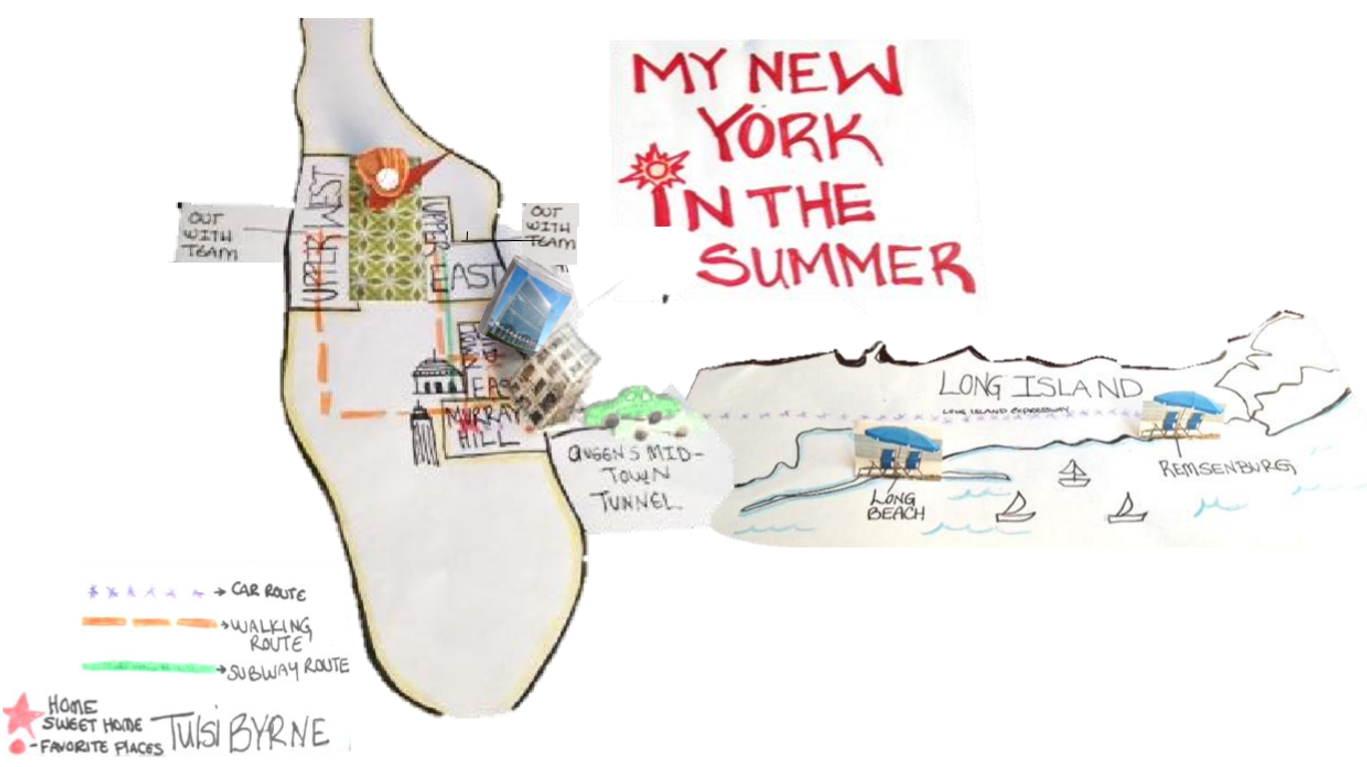 MY NEW
YORK
IN THE
SUMMER
OUT
WITH
TEAM
UPPER WEST
UPPER
EAST
OUT
WITH
TEAM
EAS
MURRAY
HILL
QUEENS MID-
TOWN
TUNNEL
LONG ISLAND
LONG ISLAND EXPRESSWAY
LONG
BEACH
REMSENBURG
→ CAR ROUTE
→ WALKING
ROUTE
→ SUBWAY ROUTE
HOME
SWEET HOME
- FAVORITE PLACES
TULSI BYRNE